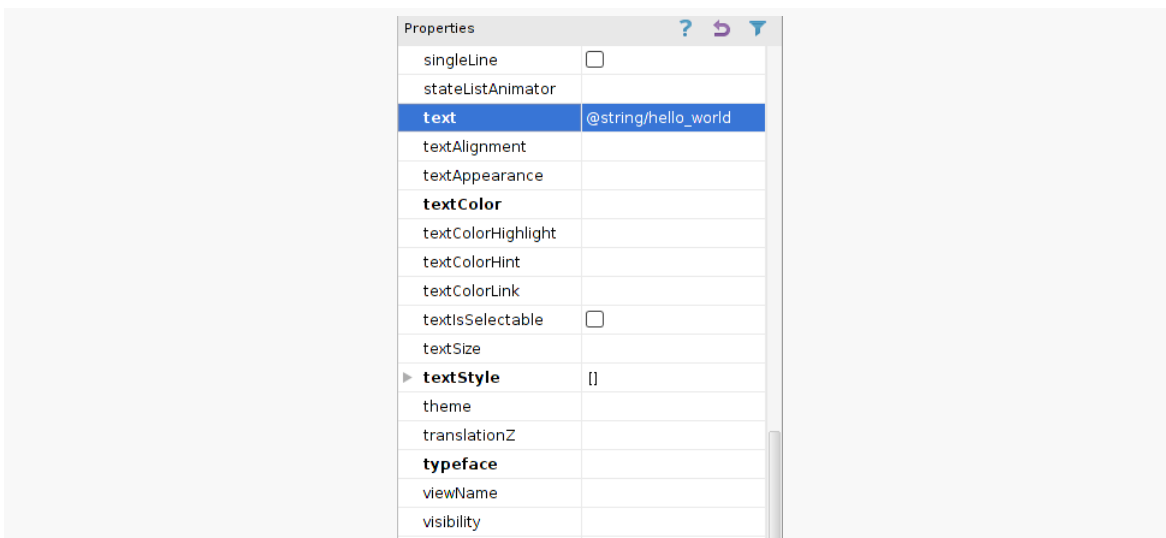 Properties ?
singleLine
stateListAnimator
text @string/hello_world
textAlignment
textAppearance
textColor
textColorHighlight
textColorHint
textColorLink
textIsSelectable
textSize
textStyle []
theme
translationZ
typeface
viewName
visibility